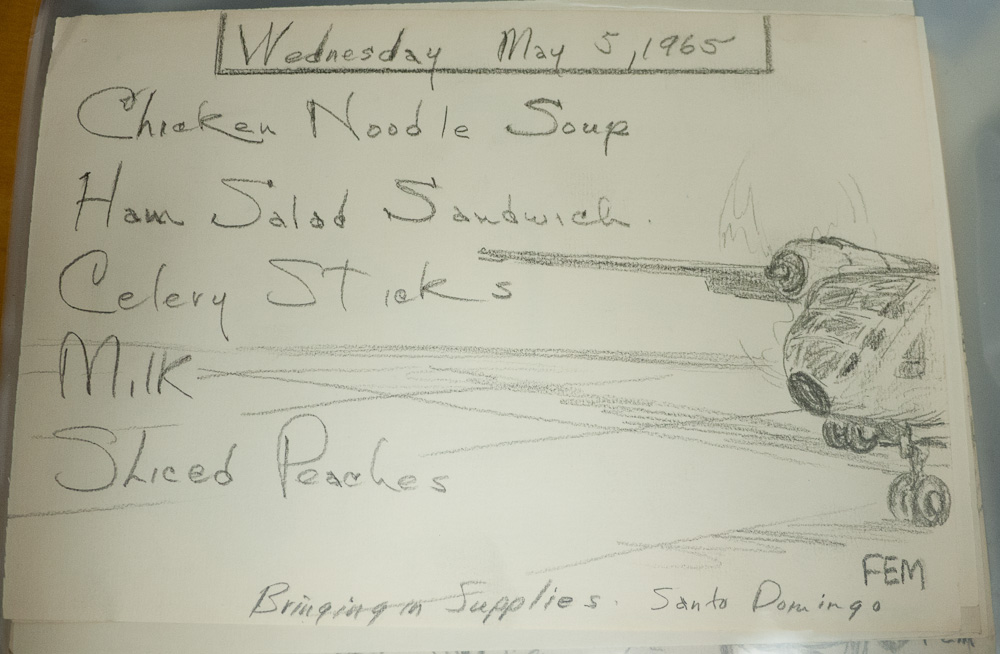 Wednesday May 5, 1965
Chicken Noodle Soup
Ham Salad Sandwich.
Celery Sticks
Milk
Sliced Peaches
FEM
Bringing in Supplies. Santo Domingo